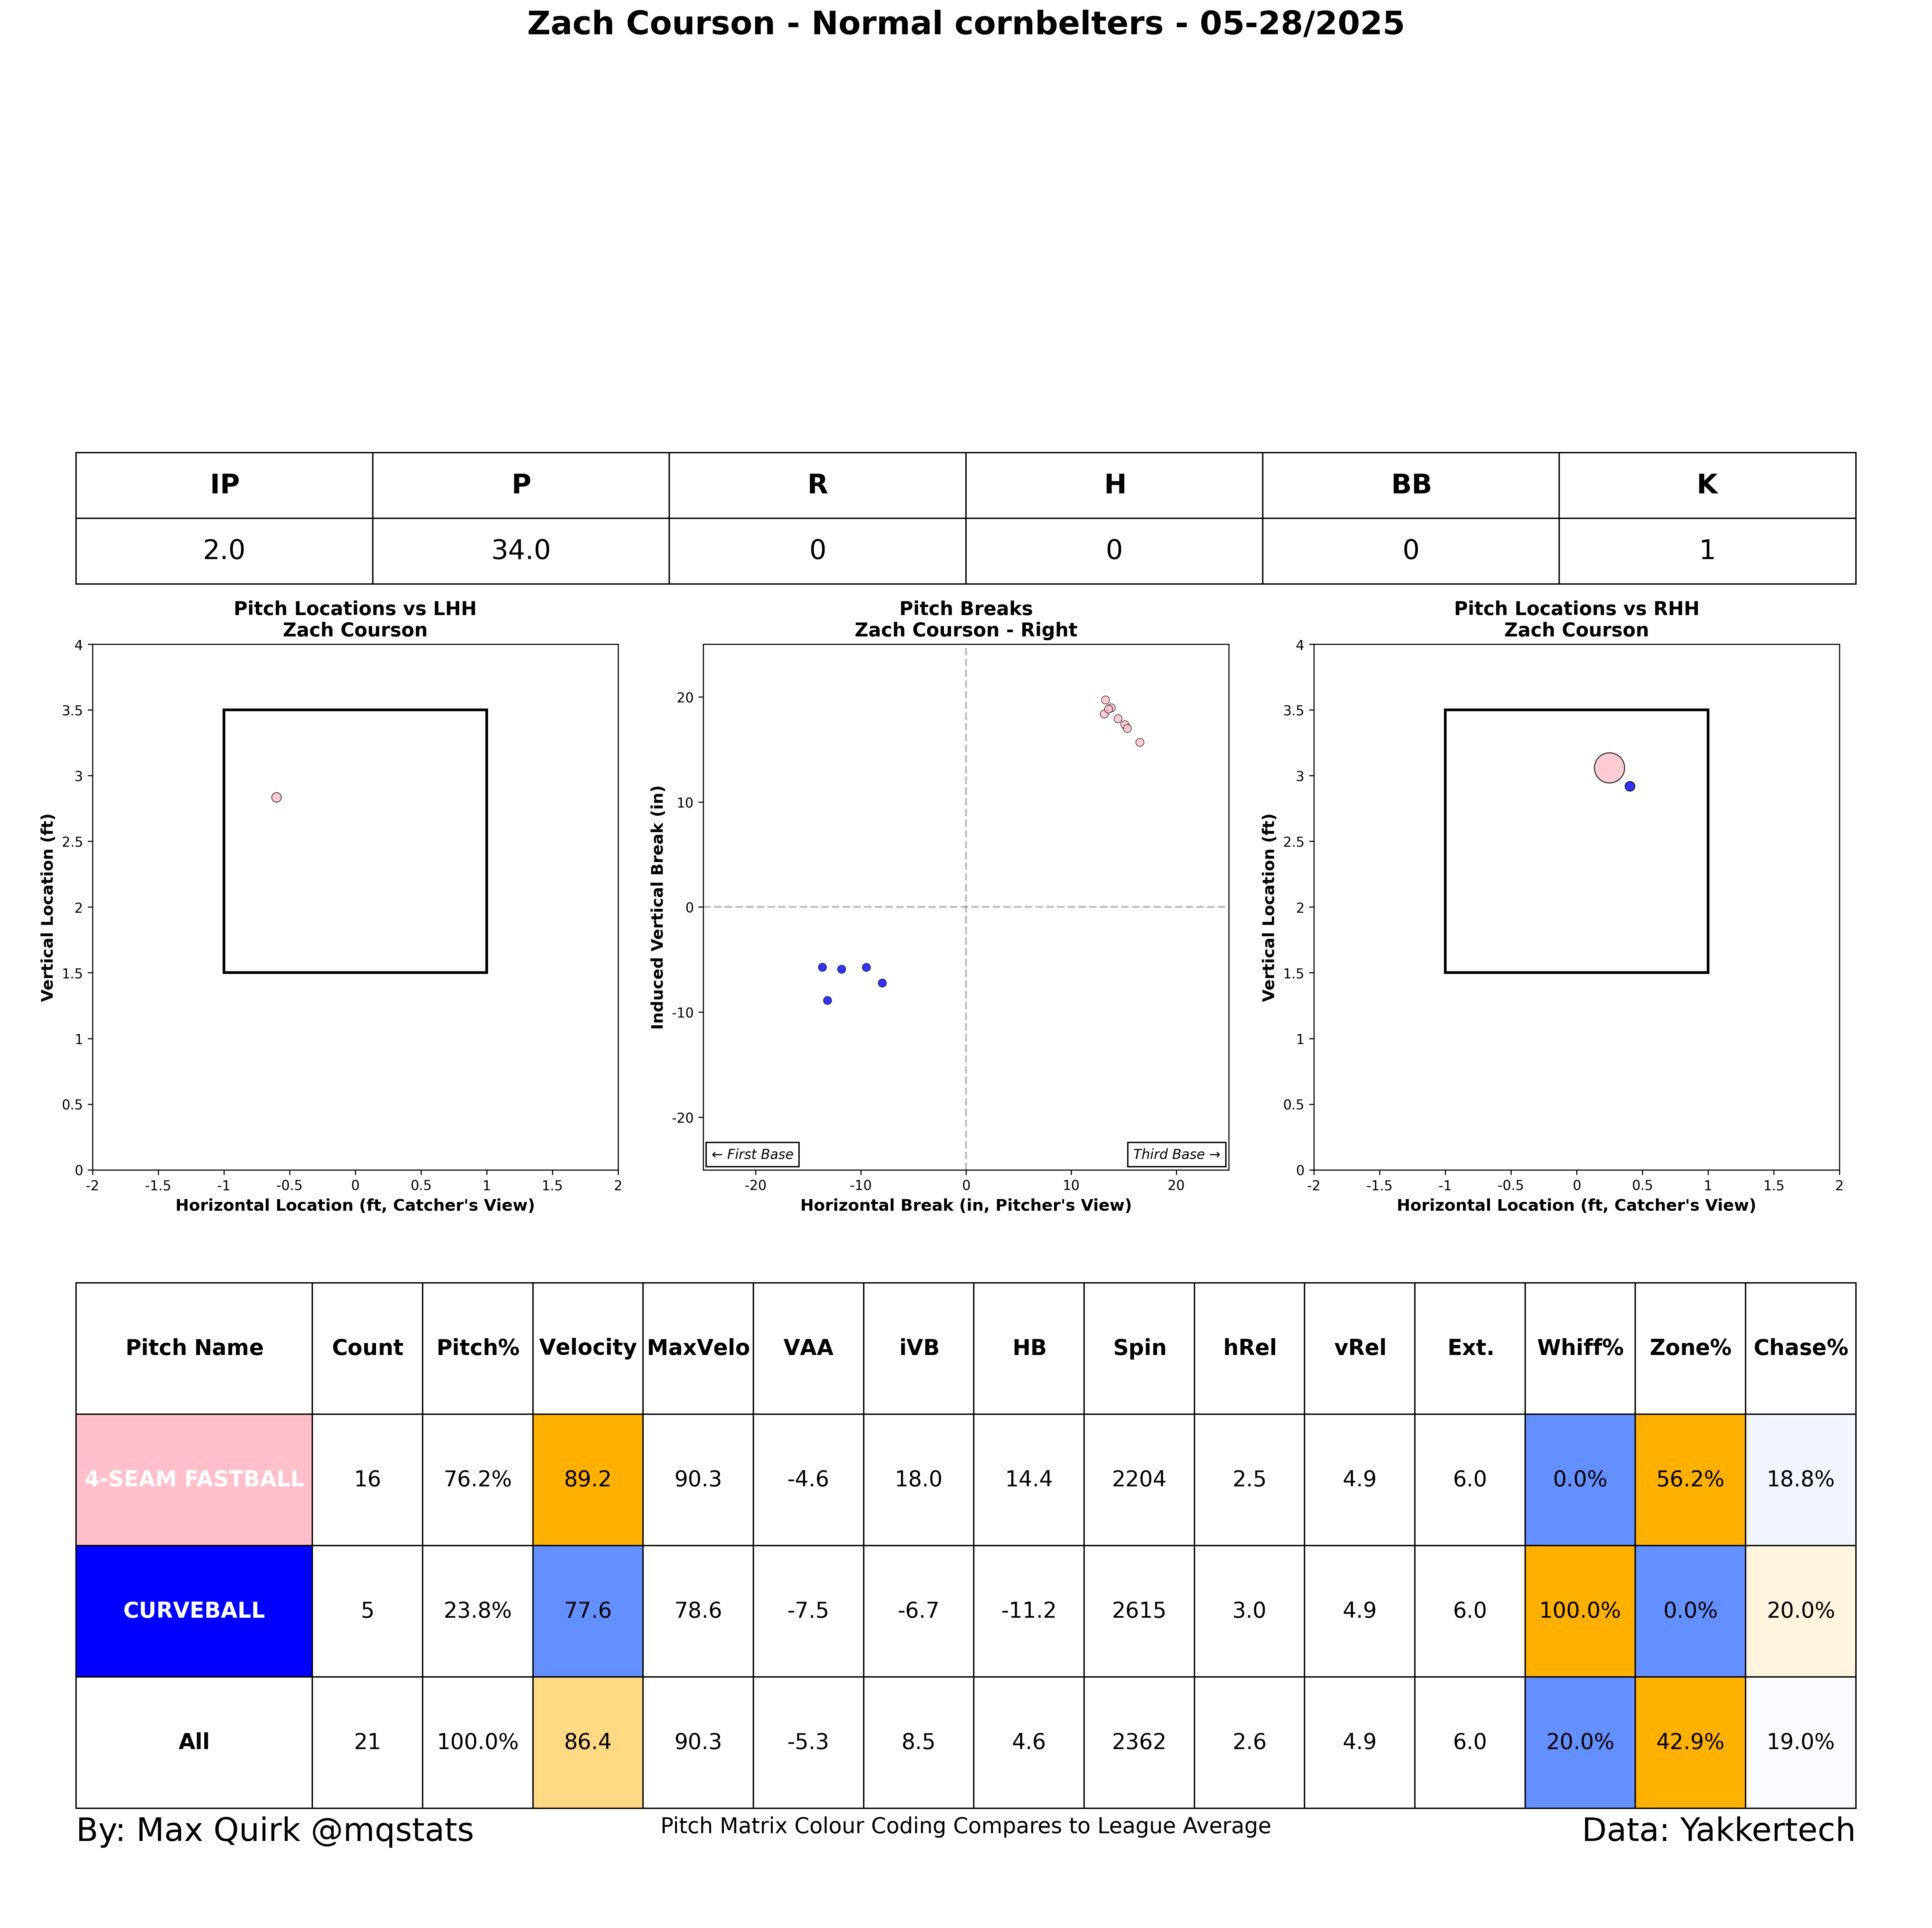 Zach Courson - Normal cornbelters - 05-28/2025
IP P R H BB K
2.0 34.0 0 0 0 1
Pitch Locations vs LHH
Zach Courson
4
3.5
3
2.5
2
1.5
1
0.5
0
-2 -1.5 -1 -0.5 0 0.5 1 1.5 2
Vertical Location (ft)
Horizontal Location (ft, Catcher's View)
Pitch Breaks
Zach Courson - Right
20
10
0
-10
-20
← First Base
Third Base →
-20 -10 0 10 20
Induced Vertical Break (in)
Horizontal Break (in, Pitcher's View)
Pitch Locations vs RHH
Zach Courson
4
3.5
3
2.5
2
1.5
1
0.5
0
-2 -1.5 -1 -0.5 0 0.5 1 1.5 2
Vertical Location (ft)
Horizontal Location (ft, Catcher's View)
Pitch Name Count Pitch% Velocity MaxVelo VAA iVB HB Spin hRel vRel Ext. Whiff% Zone% Chase%
4-SEAM FASTBALL 16 76.2% 89.2 90.3 -4.6 18.0 14.4 2204 2.5 4.9 6.0 0.0% 56.2% 18.8%
CURVEBALL 5 23.8% 77.6 78.6 -7.5 -6.7 -11.2 2615 3.0 4.9 6.0 100.0% 0.0% 20.0%
All 21 100.0% 86.4 90.3 -5.3 8.5 4.6 2362 2.6 4.9 6.0 20.0% 42.9% 19.0%
By: Max Quirk @mqstats
Pitch Matrix Colour Coding Compares to League Average
Data: Yakkertech